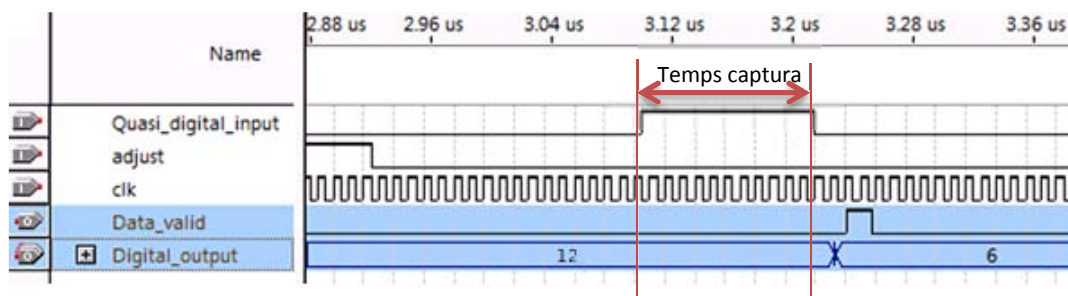 2.88 us 2.96 us 3.04 us 3.12 us 3.2 us 3.28 us 3.36 us
Name
Temps captura
Quasi_digital_input
adjust
clk
Data_valid
Digital_output 12 6